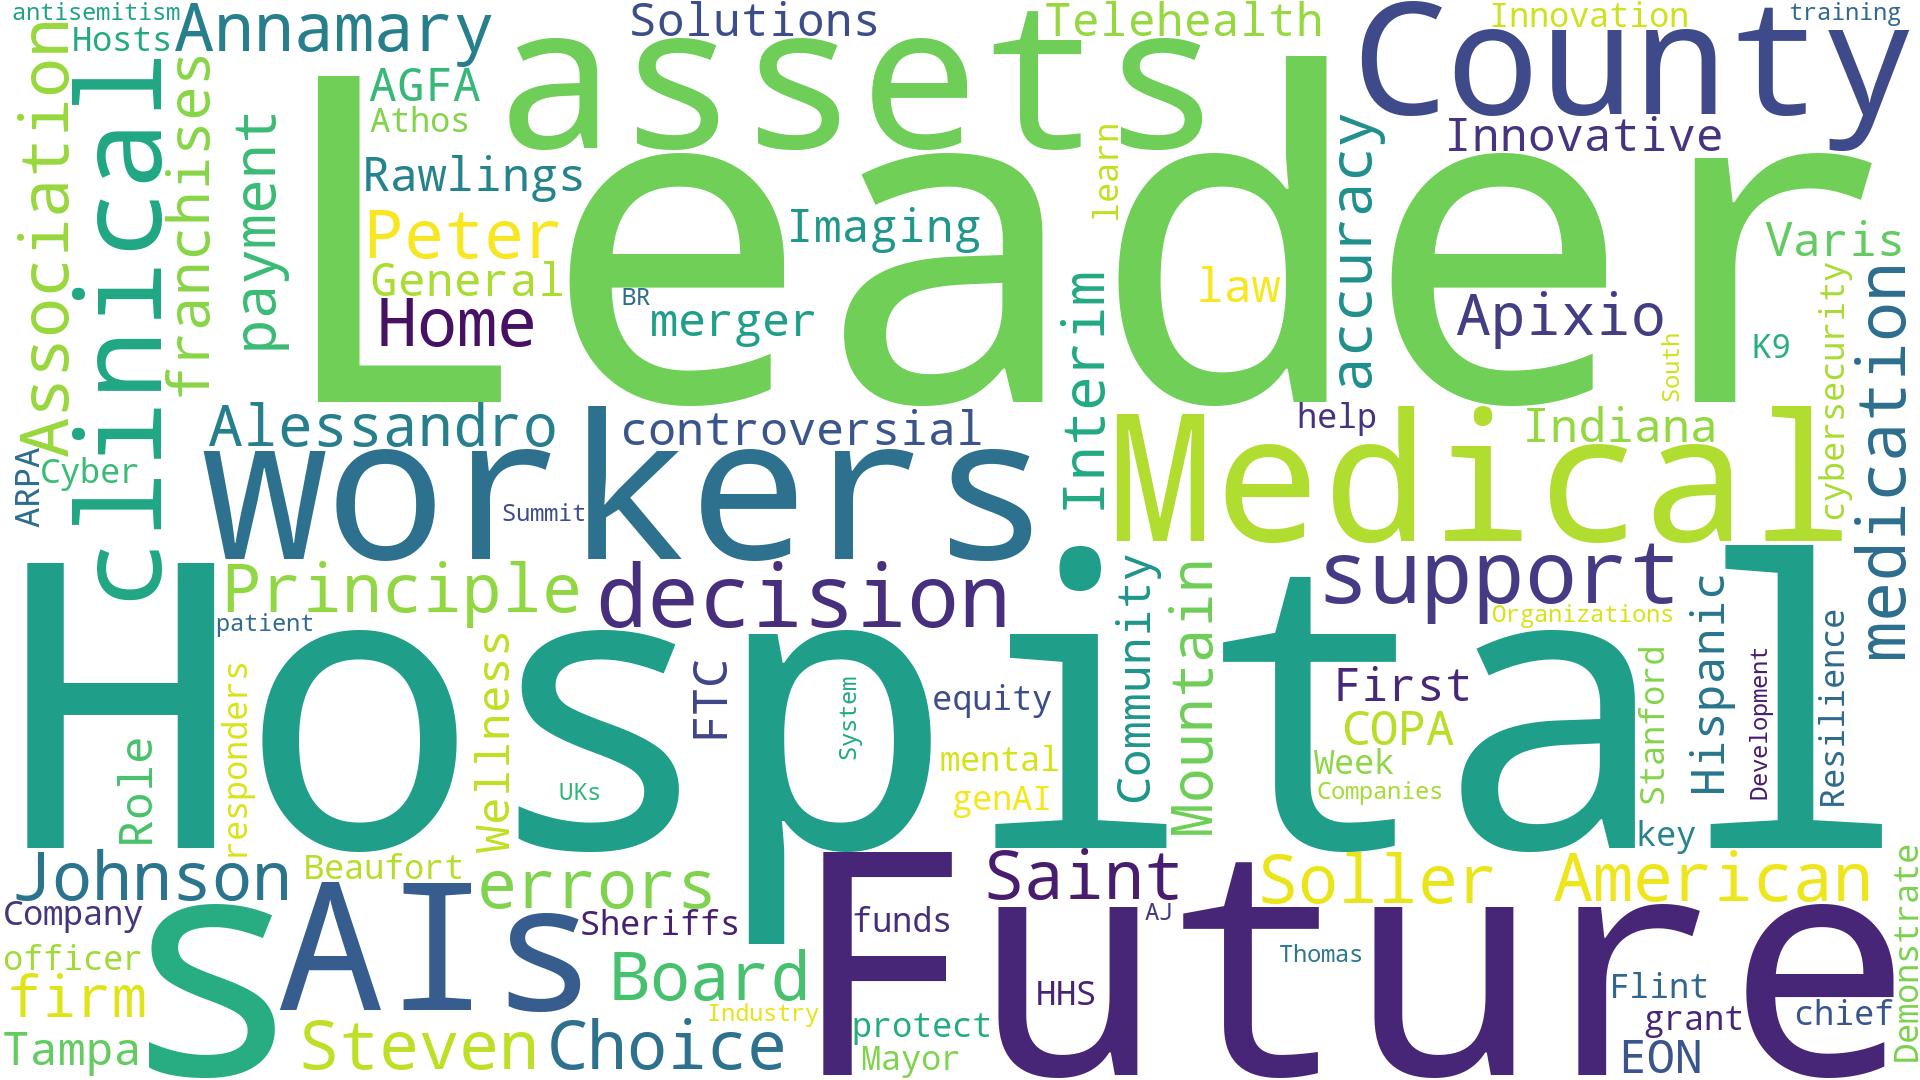 antisemitism
Hosts
Annamary
Solutions
Telehealth
County
Innovation
training
Association
clinical
franchises
payment
AGFA
Athos
assets
learn
accuracy
Innovative
Rawlings
Leader
Peter
Imaging
General
BR
Home
merger
law
Interim
Apixio
Varis
K9
South
cybersecurity
medication
Alessandro
controversial
help
Medical
Indiana
ARPA
Cyber
workers
Summit
Principle
patient
decision
support
Organizations
Hospital
responders
Wellness
FTC
System
equity
Community
Mountain
First
COPA
Week
Companies
Stanford
Hispanic
Development
Resilience
Role
UKs
mental
genAI
key
Johnson
Beaufort
errors
Saint
Soller
American
Company
s
AIs
Sheriffs
funds
AJ
Future
Demonstrate
officer
firm
Board
HHS
Thomas
Flint
Industry
grant
chief
Tampa
Steven
Choice
protect
Mayor
EON